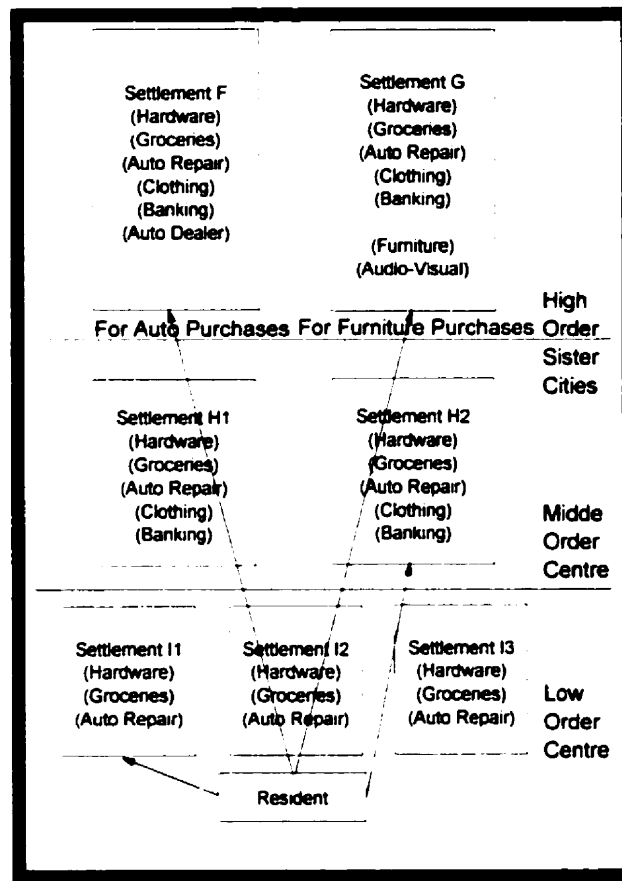 Settlement F
(Hardware)
(Groceries)
(Auto Repair)
(Clothing)
(Banking)
(Auto Dealer)
Settlement G
(Hardware)
(Groceries)
(Auto Repair)
(Clothing)
(Banking)
(Furniture)
(Audio-Visual)
For Auto Purchases
For Furniture Purchases
High
Order
Sister
Cities
Settlement H1
(Hardware)
(Groceries)
(Auto Repair)
(Clothing)
(Banking)
Settlement H2
(Hardware)
(Groceries)
(Auto Repair)
(Clothing)
(Banking)
Midde
Order
Centre
Settlement I1
(Hardware)
(Groceries)
(Auto Repair)
Settlement I2
(Hardware)
(Groceries)
(Auto Repair)
Settlement I3
(Hardware)
(Groceries)
(Auto Repair)
Low
Order
Centre
Resident